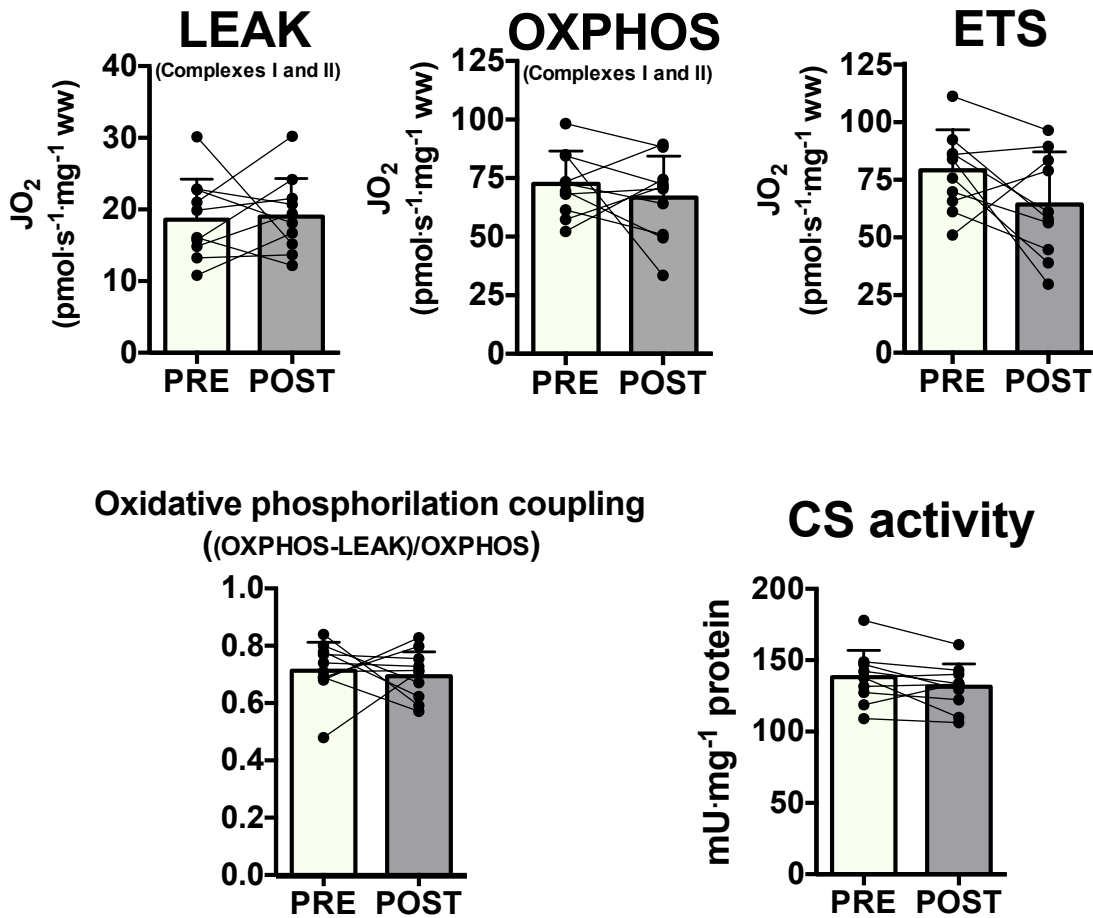 LEAK
(Complexes I and II)
JO₂
(pmol·s⁻¹·mg⁻¹ ww)
40
30
20
10
0
PRE POST
OXPHOS
(Complexes I and II)
JO₂
(pmol·s⁻¹·mg⁻¹ ww)
125
100
75
50
25
0
PRE POST
ETS
JO₂
(pmol·s⁻¹·mg⁻¹ ww)
125
100
75
50
25
0
PRE POST
Oxidative phosphorilation coupling
((OXPHOS-LEAK)/OXPHOS)
1.0
0.8
0.6
0.4
0.2
0.0
PRE POST
CS activity
mU·mg⁻¹ protein
200
150
100
50
0
PRE POST